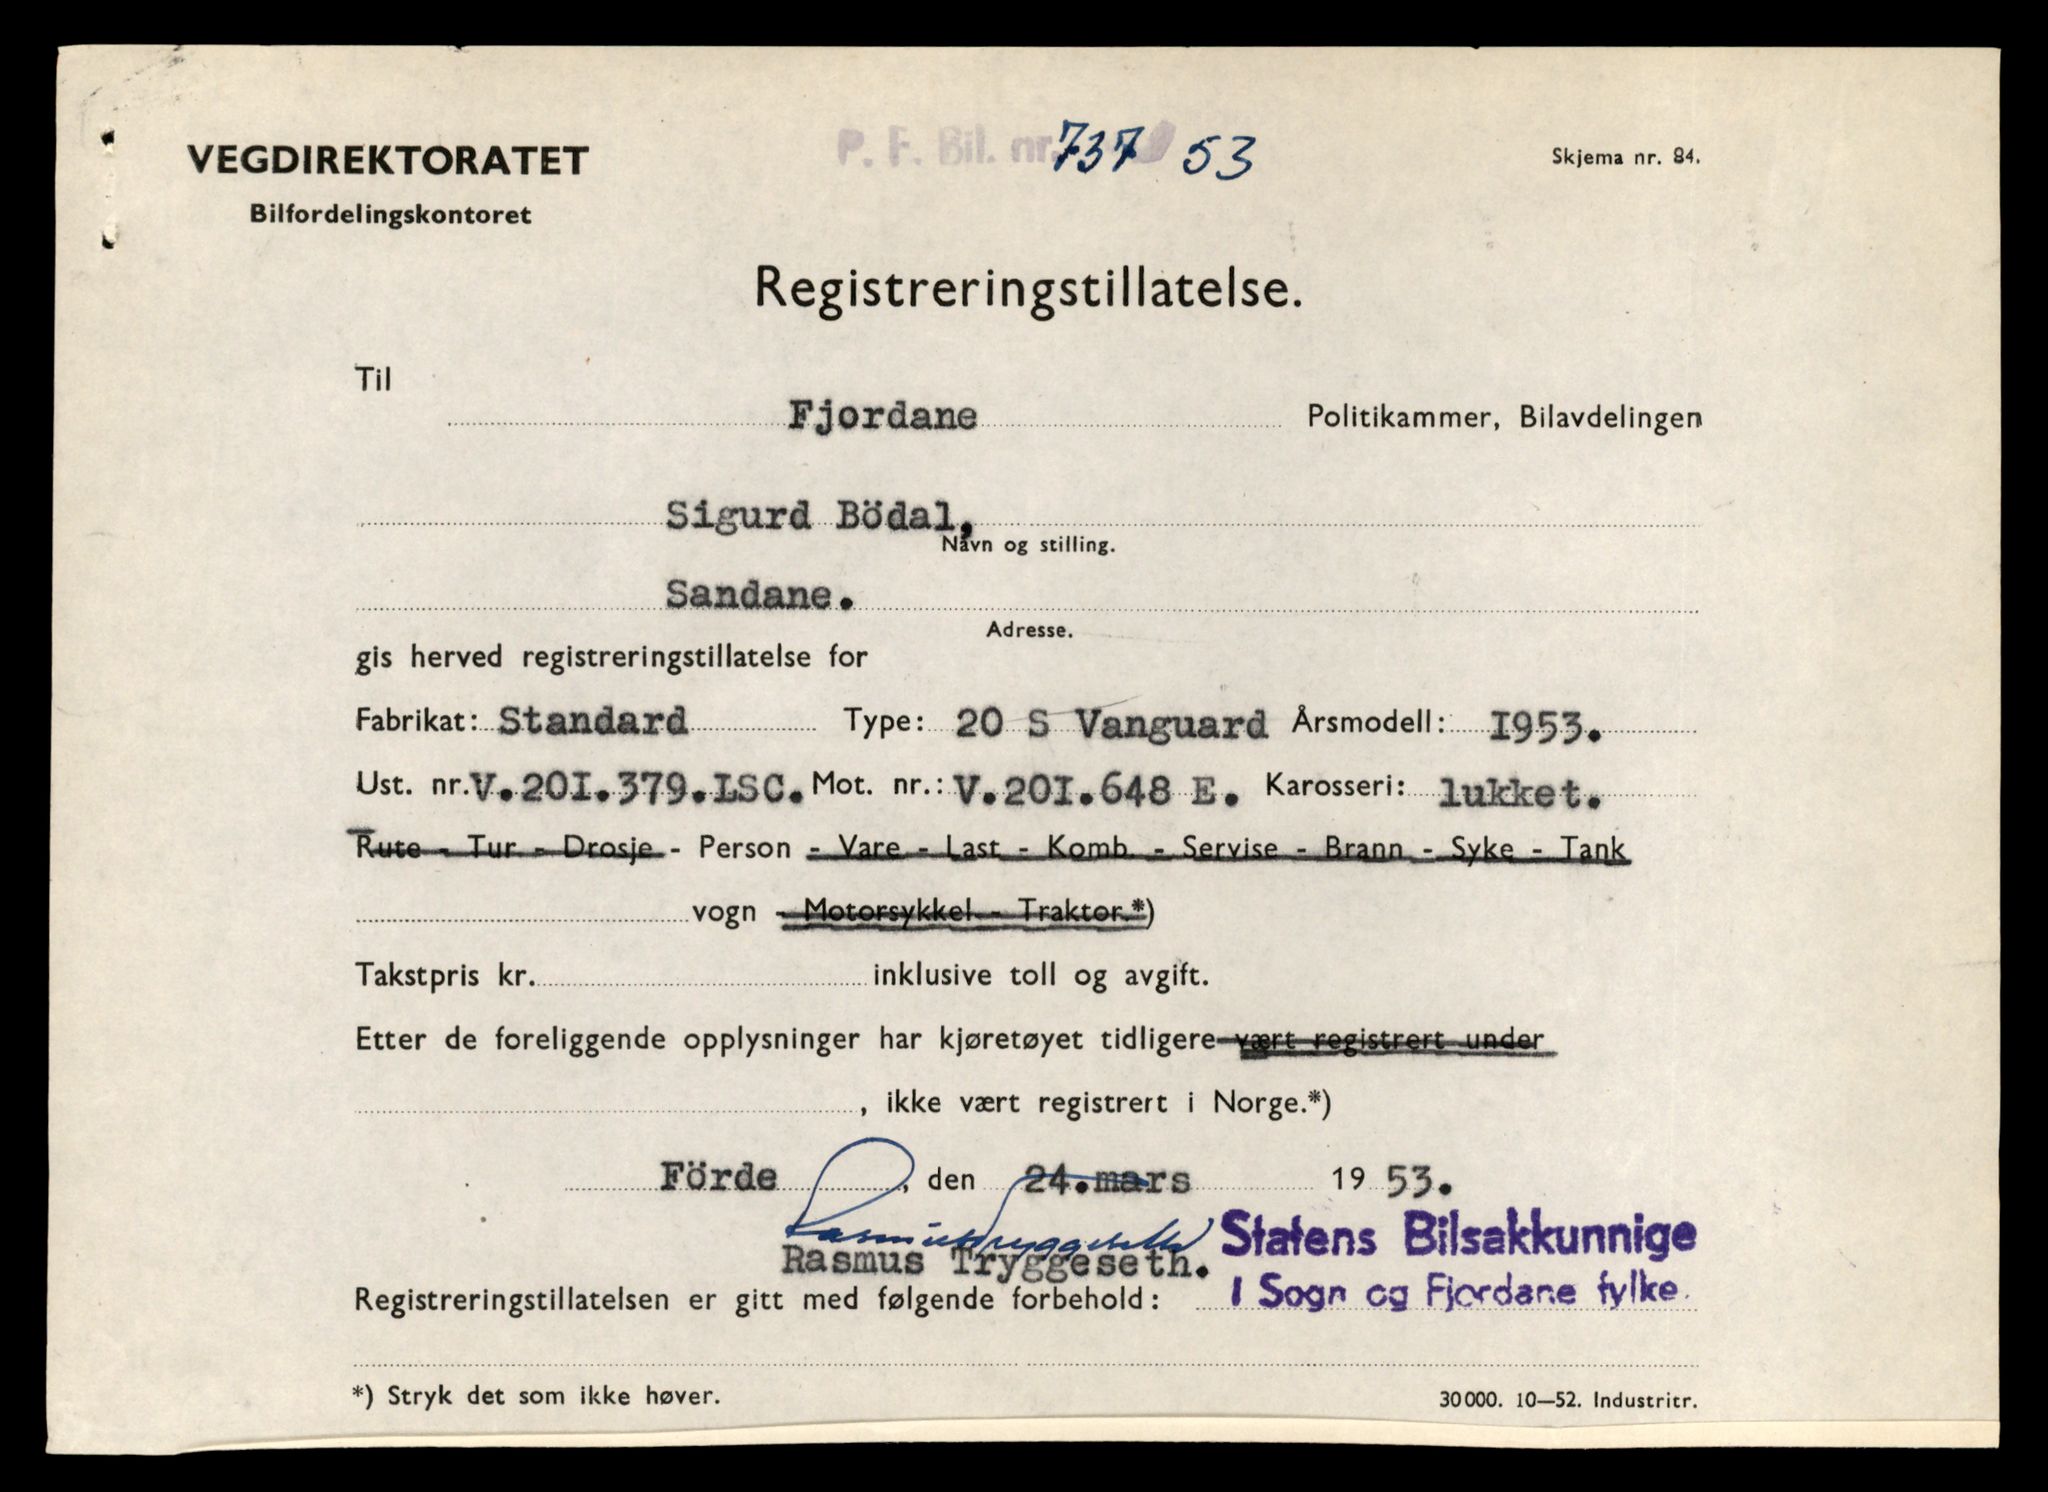 P. F. Bil. nr. 737 53
VEGDIREKTORATET
Skjema nr. 84.
Bilfordelingskontoret
Registreringstillatelse.
Til
Fjordane Politikammer, Bilavdelingen
Sigurd Bödal,
Navn og stilling.
Sandane.
Adresse.
gis herved registreringstillatelse for
Fabrikat: Standard Type: 20 S Vanguard Årsmodell: I953.
Ust. nr. V.20I.379.LSC. Mot. nr.: V.20I.648 E. Karosseri: lukket.
Rute - Tur - Drosje - Person - Vare - Last - Komb. - Servise - Brann - Syke - Tank
vogn - Motorsykkel - Traktor.*)
Takstpris kr. inklusive toll og avgift.
Etter de foreliggende opplysninger har kjøretøyet tidligere vært registrert under
, ikke vært registrert i Norge.*)
Förde, den 24.mars 19 53.
Rasmus Tryggeseth
Statens Bilsakkunnige
Rasmus Tryggeseth.
I Sogn og Fjordane fylke.
Registreringstillatelsen er gitt med følgende forbehold:
*) Stryk det som ikke høver.
30000. 10—52. Industritr.